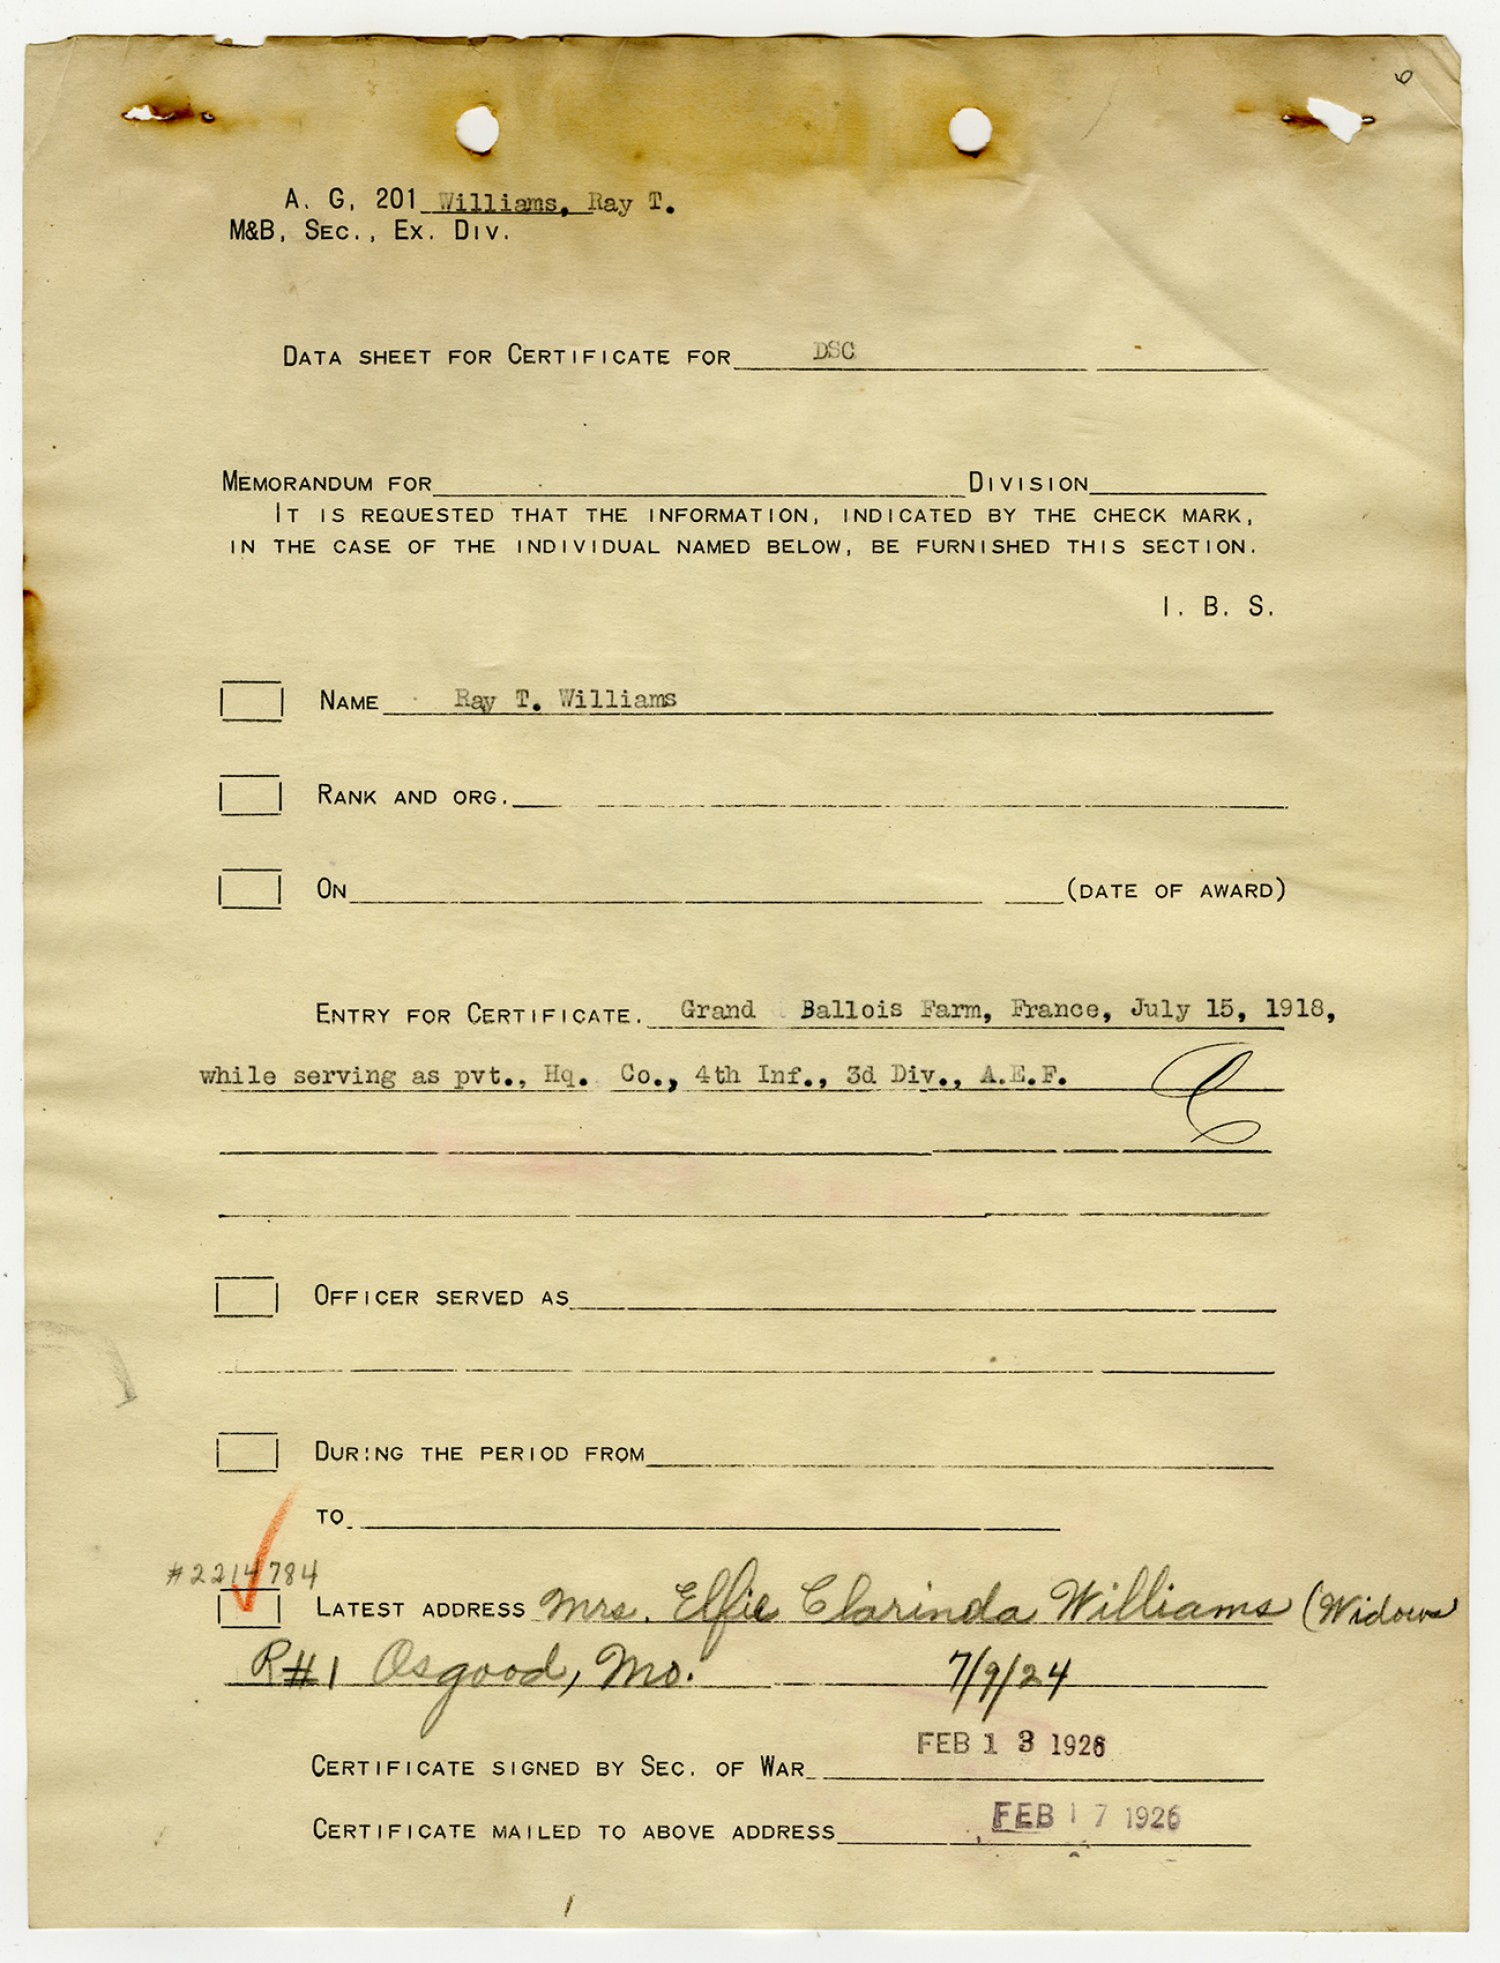 6
A. G. 201 Williams, Ray T.
M&B, SEC., EX. DIV.
DATA SHEET FOR CERTIFICATE FOR DSC
MEMORANDUM FOR DIVISION
IT IS REQUESTED THAT THE INFORMATION, INDICATED BY THE CHECK MARK,
IN THE CASE OF THE INDIVIDUAL NAMED BELOW, BE FURNISHED THIS SECTION.
I. B. S.
NAME Ray T. Williams
RANK AND ORG.
ON (DATE OF AWARD)
ENTRY FOR CERTIFICATE. Grand Ballois Farm, France, July 15, 1918,
while serving as pvt., Hq. Co., 4th Inf., 3d Div., A.E.F.
OFFICER SERVED AS
DURING THE PERIOD FROM
TO
#2214784
LATEST ADDRESS Mrs. Elfie Clarinda Williams (Widow
R#1 Osgood, Mo. 7/9/24
FEB 13 1926
CERTIFICATE SIGNED BY SEC. OF WAR
CERTIFICATE MAILED TO ABOVE ADDRESS FEB 17 1926